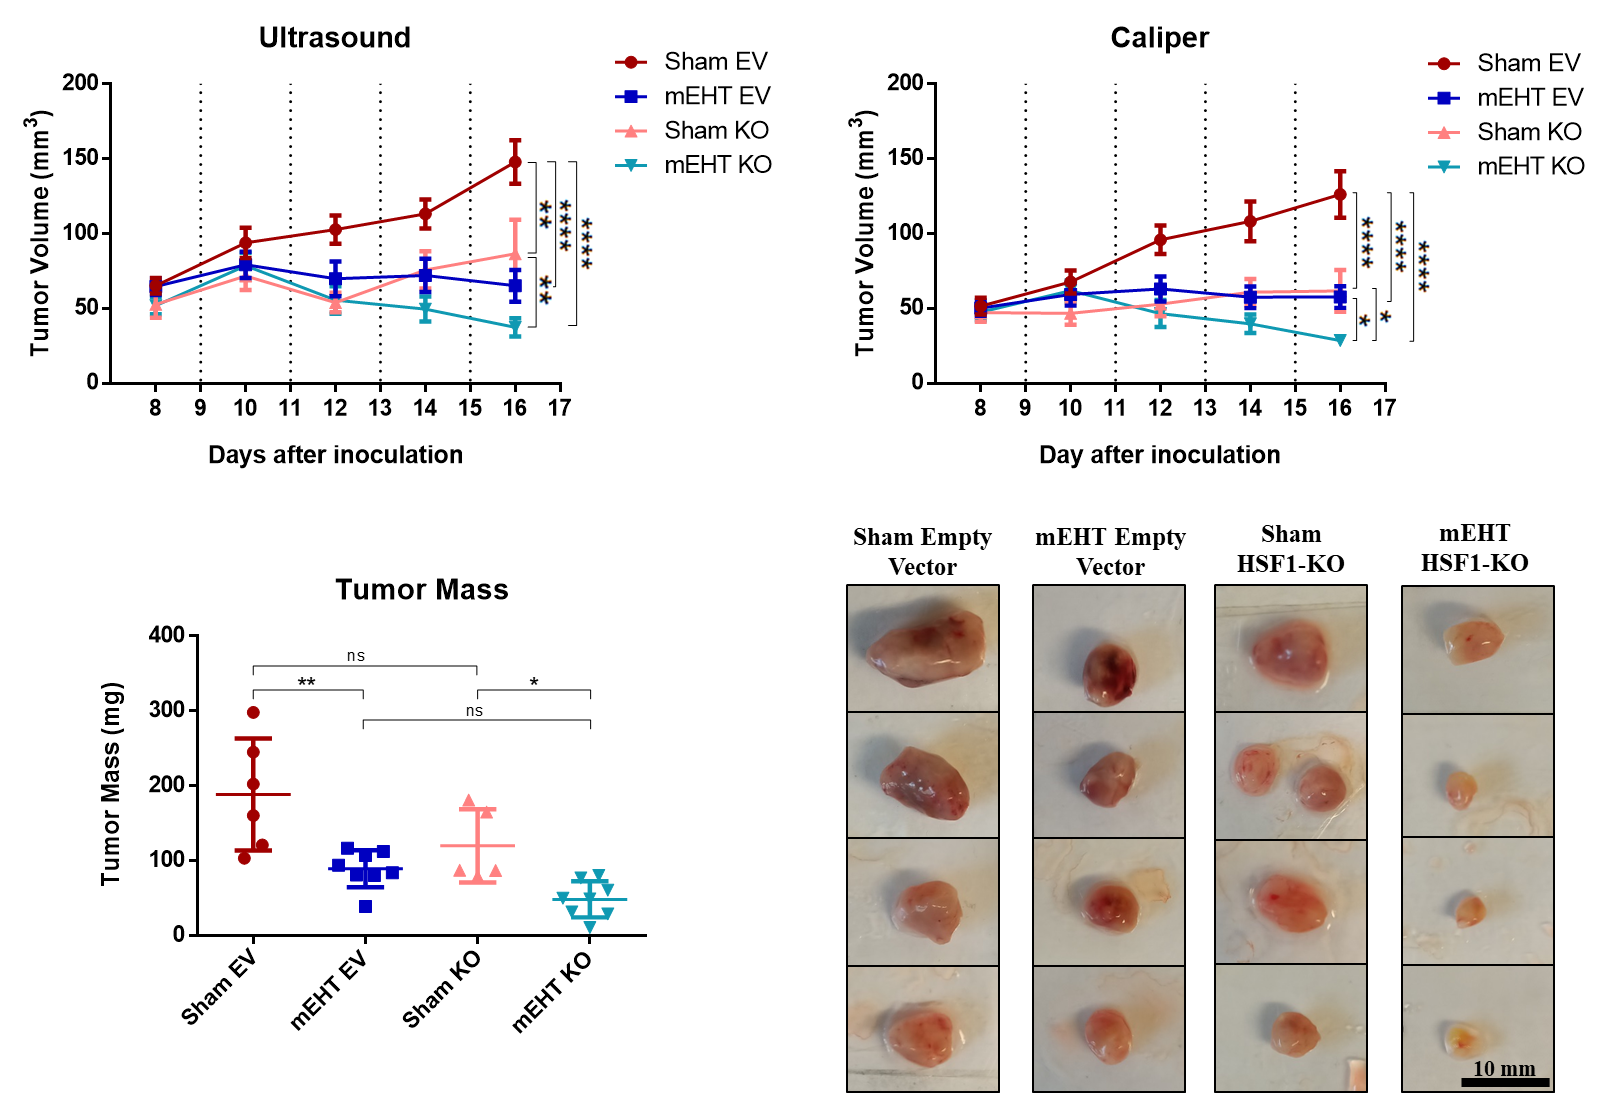 Ultrasound
Tumor Volume (mm3)
200
150
100
50
0
8 9 10 11 12 13 14 15 16 17
Days after inoculation
Sham EV
mEHT EV
Sham KO
mEHT KO
**
****
****
**
Caliper
Tumor Volume (mm3)
200
150
100
50
0
8 9 10 11 12 13 14 15 16 17
Day after inoculation
Sham EV
mEHT EV
Sham KO
mEHT KO
****
****
****
*
*
Tumor Mass
Tumor Mass (mg)
400
300
200
100
0
ns
**
*
ns
Sham EV
mEHT EV
Sham KO
mEHT KO
Sham Empty
Vector
mEHT Empty
Vector
Sham
HSF1-KO
mEHT
HSF1-KO
10 mm